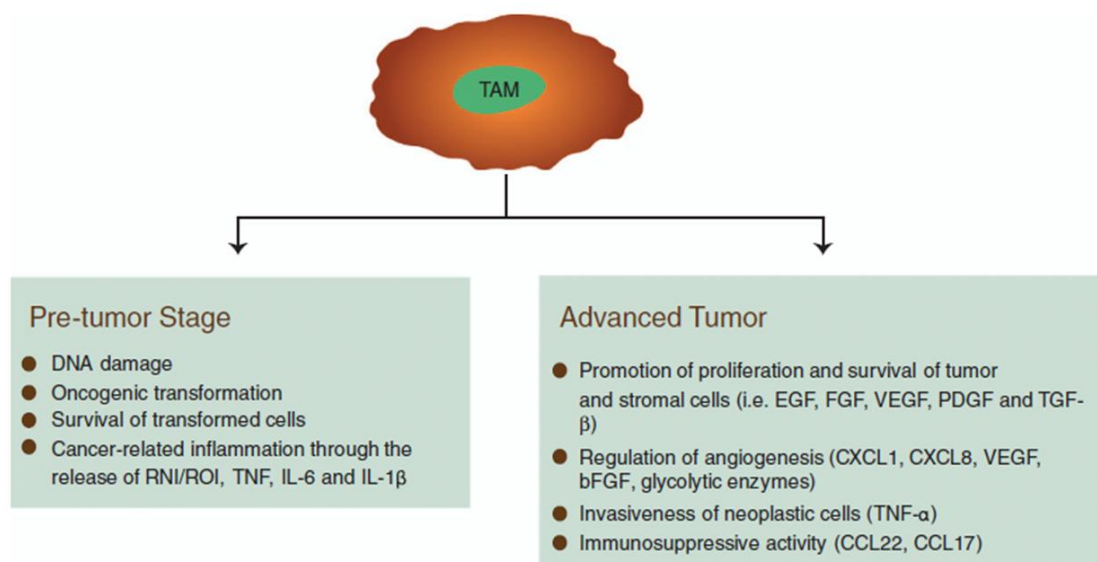 TAM
Pre-tumor Stage
● DNA damage
● Oncogenic transformation
● Survival of transformed cells
● Cancer-related inflammation through the
release of RNI/ROI, TNF, IL-6 and IL-1β
Advanced Tumor
● Promotion of proliferation and survival of tumor
and stromal cells (i.e. EGF, FGF, VEGF, PDGF and TGF-
β)
● Regulation of angiogenesis (CXCL1, CXCL8, VEGF,
bFGF, glycolytic enzymes)
● Invasiveness of neoplastic cells (TNF-α)
● Immunosuppressive activity (CCL22, CCL17)